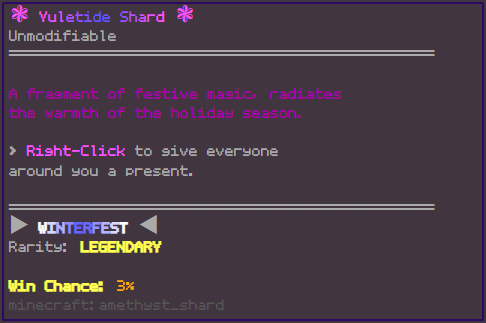 ❃ Yuletide Shard ❃
Unmodifiable
A fragment of festive magic, radiates
the warmth of the holiday season.
> Right-Click to give everyone
around you a present.
▶ WINTERFEST ◀
Rarity: LEGENDARY
Win Chance: 3%
minecraft:amethyst_shard